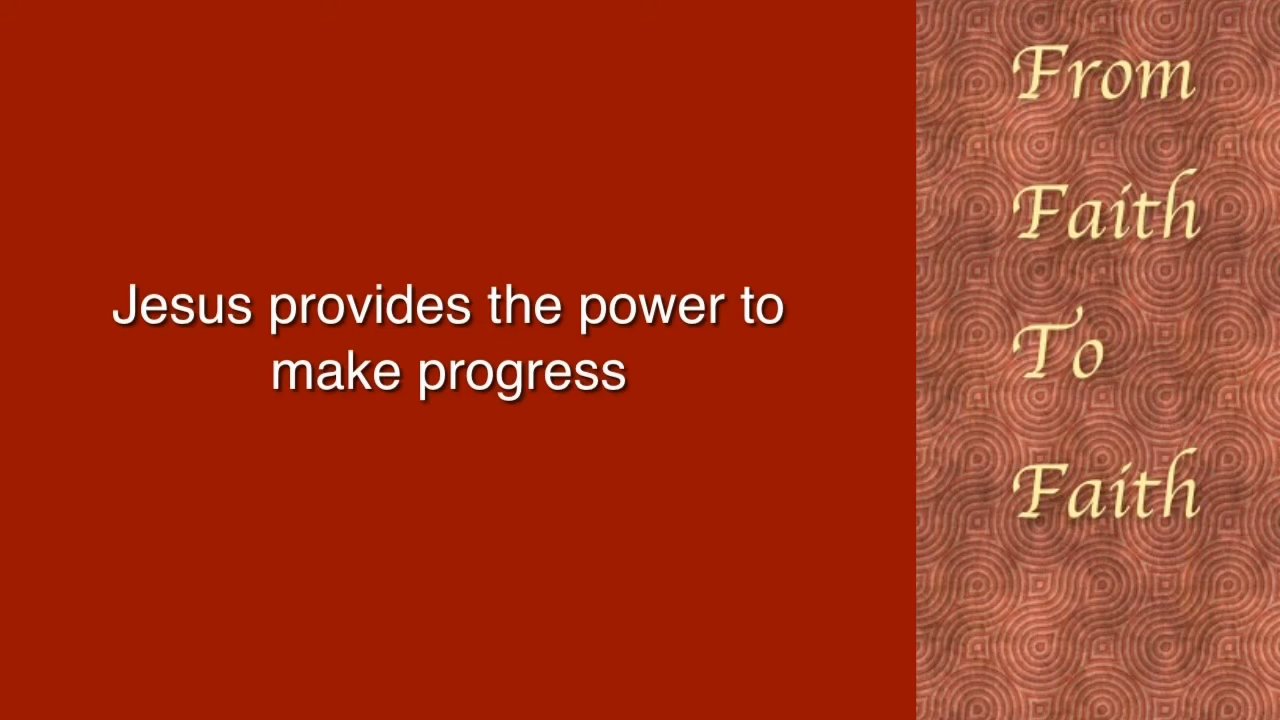 Jesus provides the power to
make progress
From
Faith
To
Faith